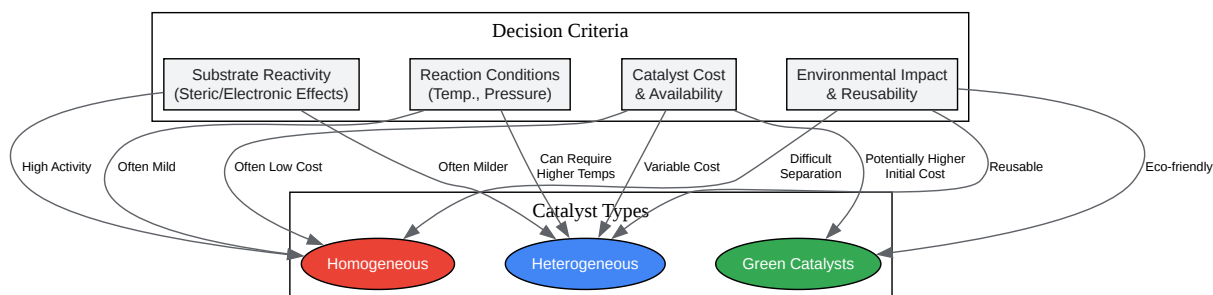 Decision Criteria
Substrate Reactivity
(Steric/Electronic Effects)
Reaction Conditions
(Temp., Pressure)
Catalyst Cost
& Availability
Environmental Impact
& Reusability
High Activity
Often Mild
Often Low Cost
Often Milder
Can Require
Higher Temps
Variable Cost
Difficult
Separation
Potentially Higher
Initial Cost
Reusable
Eco-friendly
Catalyst Types
Homogeneous
Heterogeneous
Green Catalysts